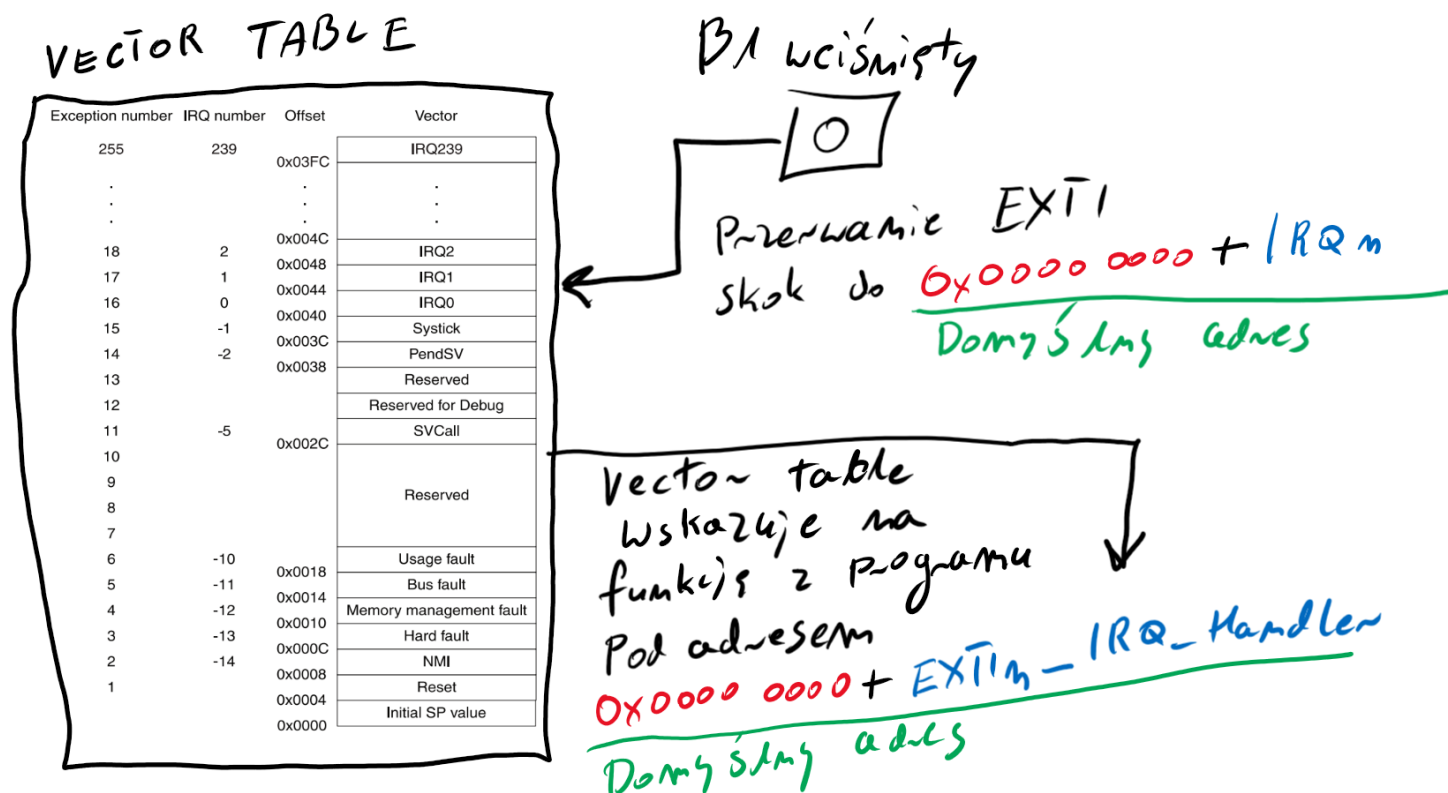 VECTOR TABLE
Exception number IRQ number Offset Vector
255 239 IRQ239
0x03FC
. . . .
. . . .
. . . .
0x004C
18 2 IRQ2
0x0048
17 1 IRQ1
0x0044
16 0 IRQ0
0x0040
15 -1 Systick
0x003C
14 -2 PendSV
0x0038
13 Reserved
12 Reserved for Debug
11 -5 SVCall
0x002C
10
9
Reserved
8
7
6 -10 Usage fault
0x0018
5 -11 Bus fault
0x0014
4 -12 Memory management fault
0x0010
3 -13 Hard fault
0x000C
2 -14 NMI
0x0008
1 Reset
0x0004
Initial SP value
0x0000
B1 wciśnięty
Przerwanie EXTI
skok do 0x0000 0000 + IRQn
Domyślny adres
Vector table
wskazuje na
funkcję z programu
Pod adresem
0x0000 0000 + EXTIn_IRQ_Handler
Domyślny adres